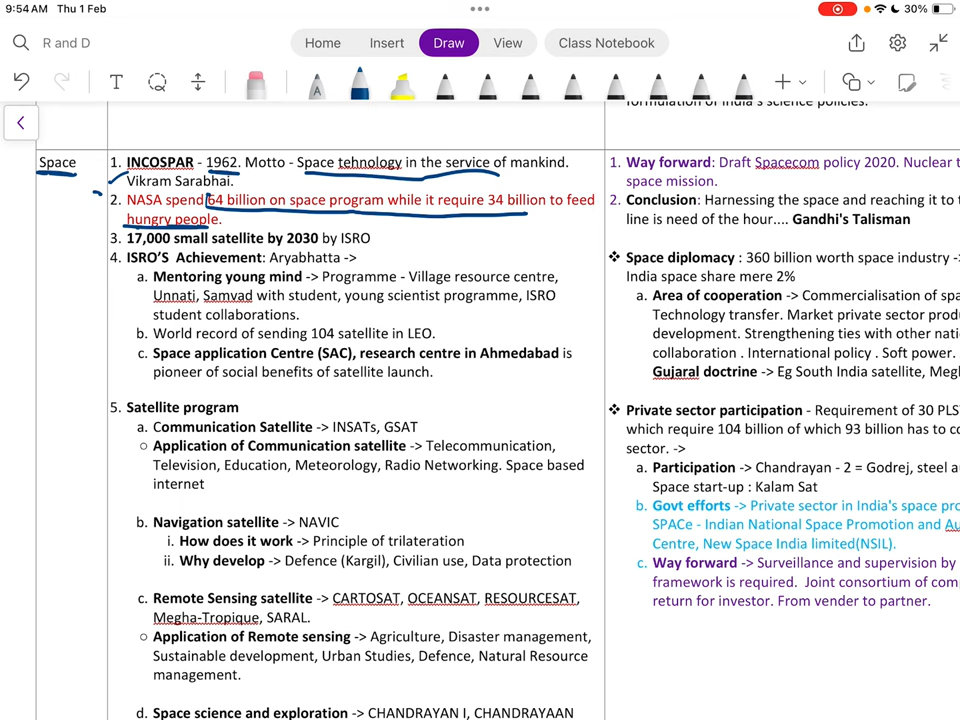 9:54 AM Thu 1 Feb
30%
R and D
Home Insert Draw View Class Notebook
T
A
formulation of India's science policies.
Space
1. INCOSPAR - 1962. Motto - Space tehnology in the service of mankind.
Vikram Sarabhai.
2. NASA spend 64 billion on space program while it require 34 billion to feed
hungry people.
3. 17,000 small satellite by 2030 by ISRO
4. ISRO'S Achievement: Aryabhatta ->
a. Mentoring young mind -> Programme - Village resource centre,
Unnati, Samvad with student, young scientist programme, ISRO
student collaborations.
b. World record of sending 104 satellite in LEO.
c. Space application Centre (SAC), research centre in Ahmedabad is
pioneer of social benefits of satellite launch.
5. Satellite program
a. Communication Satellite -> INSATs, GSAT
○ Application of Communication satellite -> Telecommunication,
Television, Education, Meteorology, Radio Networking. Space based
internet
b. Navigation satellite -> NAVIC
i. How does it work -> Principle of trilateration
ii. Why develop -> Defence (Kargil), Civilian use, Data protection
c. Remote Sensing satellite -> CARTOSAT, OCEANSAT, RESOURCESAT,
Megha-Tropique, SARAL.
○ Application of Remote sensing -> Agriculture, Disaster management,
Sustainable development, Urban Studies, Defence, Natural Resource
management.
d. Space science and exploration -> CHANDRAYAN I, CHANDRAYAAN
1. Way forward: Draft Spacecom policy 2020. Nuclear t
space mission.
2. Conclusion: Harnessing the space and reaching it to t
line is need of the hour.... Gandhi's Talisman
❖ Space diplomacy : 360 billion worth space industry -
India space share mere 2%
a. Area of cooperation -> Commercialisation of spa
Technology transfer. Market private sector produ
development. Strengthening ties with other nati
collaboration . International policy . Soft power.
Gujaral doctrine -> Eg South India satellite, Megh
❖ Private sector participation - Requirement of 30 PLS
which require 104 billion of which 93 billion has to co
sector. ->
a. Participation -> Chandrayan - 2 = Godrej, steel a
Space start-up : Kalam Sat
b. Govt efforts -> Private sector in India's space pro
SPACe - Indian National Space Promotion and Au
Centre, New Space India limited(NSIL).
c. Way forward -> Surveillance and supervision by
framework is required. Joint consortium of comp
return for investor. From vender to partner.